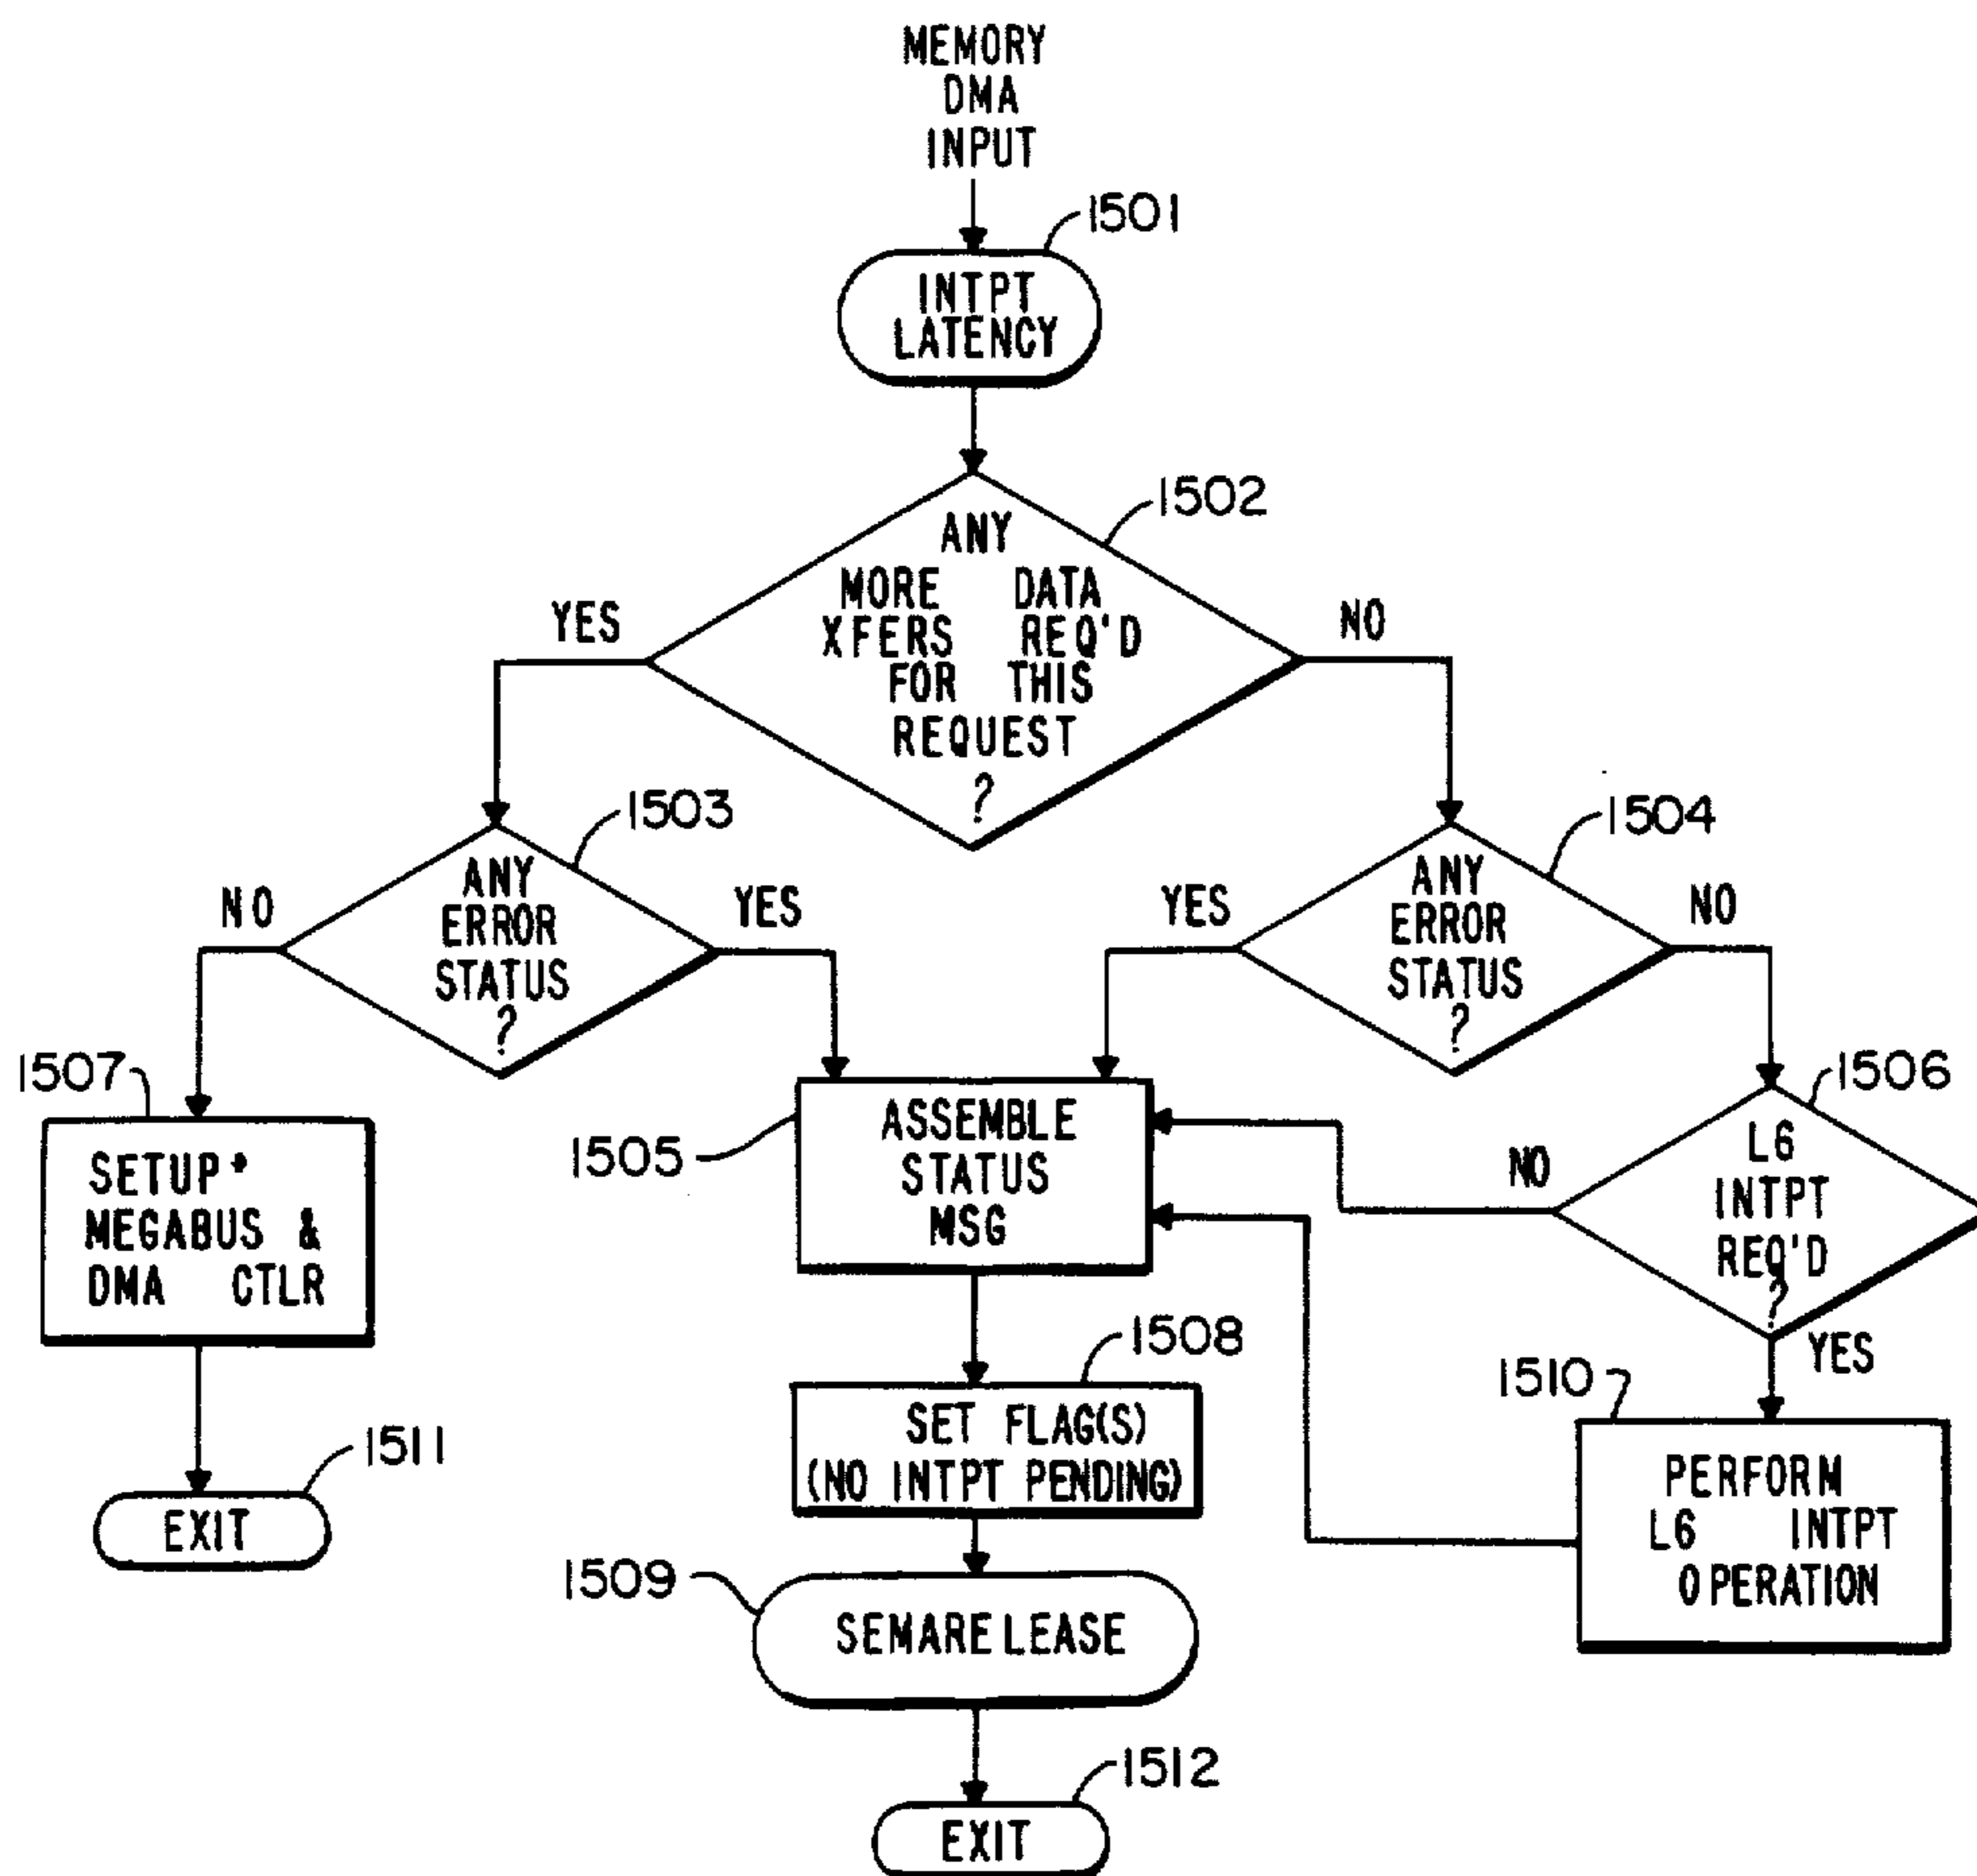 MEMORY
DMA
INPUT
1501
INTPT
LATENCY
1502
ANY
MORE DATA
XFERS REQ'D
FOR THIS
REQUEST
?
YES
NO
1503
ANY
ERROR
STATUS
?
NO
YES
1504
ANY
ERROR
STATUS
?
YES
NO
1507
SETUP*
MEGABUS &
DMA CTLR
1505
ASSEMBLE
STATUS
MSG
1506
L6
INTPT
REQ'D
?
NO
YES
1508
SET FLAG(S)
(NO INTPT PENDING)
1510
PERFORM
L6 INTPT
OPERATION
1511
EXIT
1509
SEMARELEASE
1512
EXIT